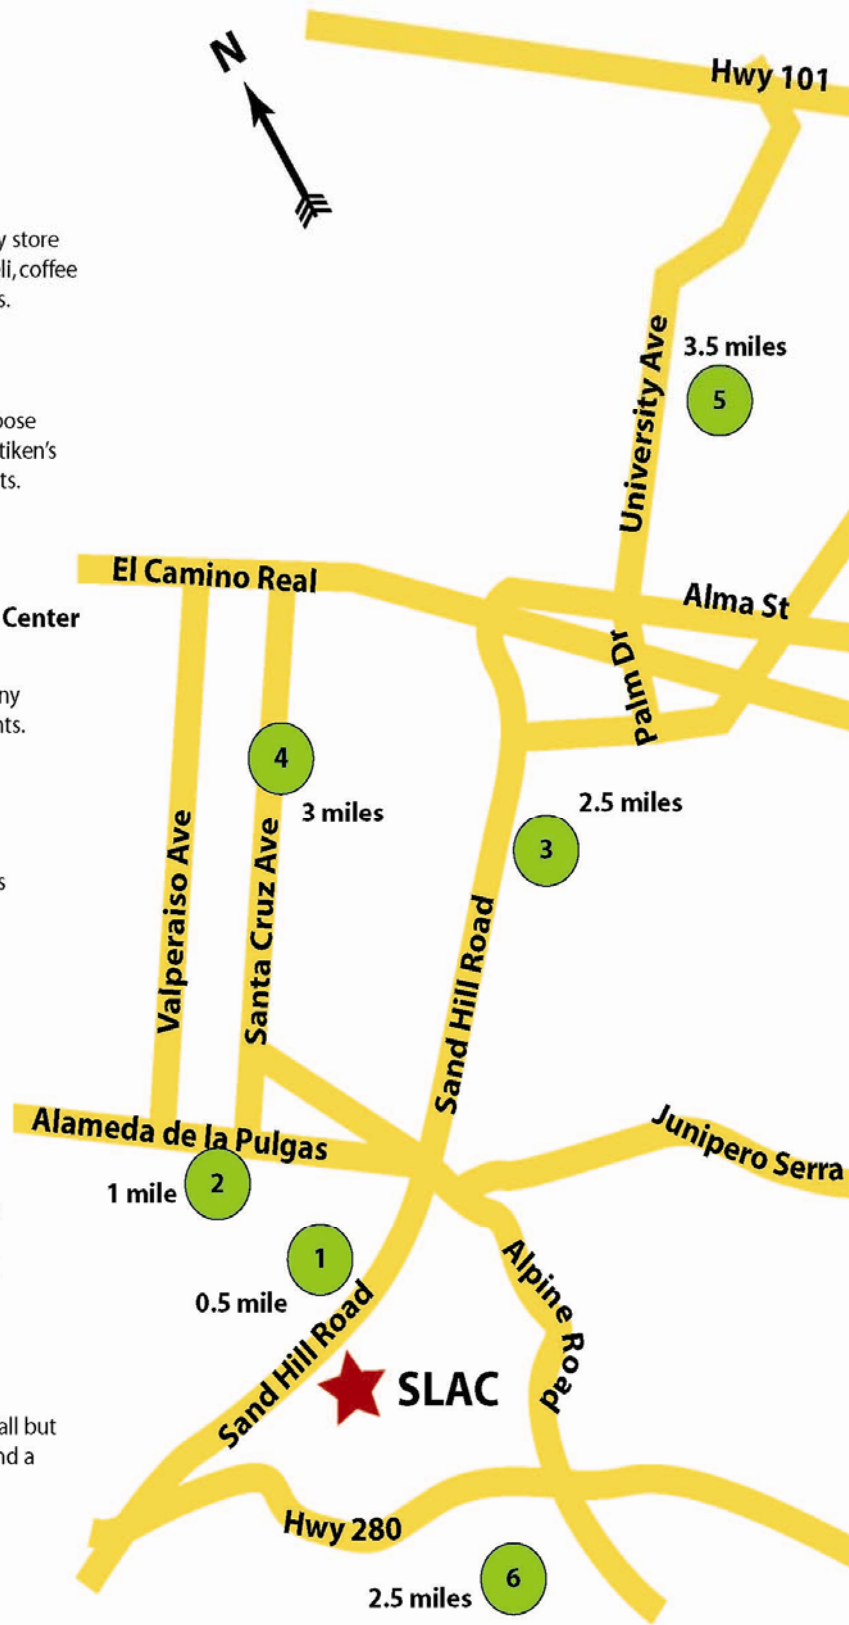 N
Hwy 101
y store
li, coffee
s.
University Ave
3.5 miles
5
oose
tiken's
ts.
El Camino Real
Alma St
Center
Palm Dr
ny
nts.
4
3 miles
2.5 miles
3
s
Valperaiso Ave
Santa Cruz Ave
Sand Hill Road
Alameda de la Pulgas
Junipero Serra
1 mile
2
1
0.5 mile
Alpine Road
Sand Hill Road
SLAC
all but
nd a
Hwy 280
6
2.5 miles